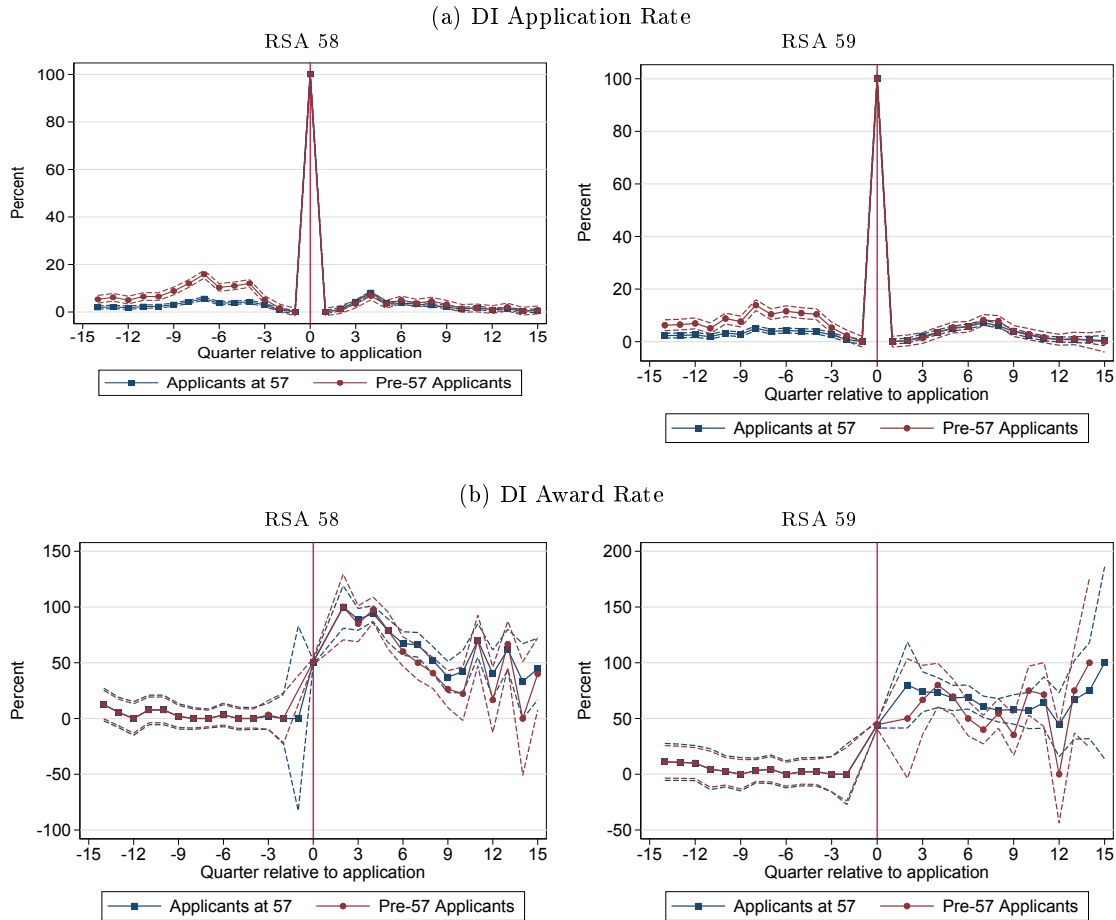 (a) DI Application Rate
RSA 58
RSA 59
Percent
100
80
60
40
20
0
-15 -12 -9 -6 -3 0 3 6 9 12 15
Quarter relative to application
Applicants at 57 Pre-57 Applicants
Percent
100
80
60
40
20
0
-15 -12 -9 -6 -3 0 3 6 9 12 15
Quarter relative to application
Applicants at 57 Pre-57 Applicants
(b) DI Award Rate
RSA 58
RSA 59
Percent
150
100
50
0
-50
-100
-15 -12 -9 -6 -3 0 3 6 9 12 15
Quarter relative to application
Applicants at 57 Pre-57 Applicants
Percent
200
150
100
50
0
-50
-15 -12 -9 -6 -3 0 3 6 9 12 15
Quarter relative to application
Applicants at 57 Pre-57 Applicants